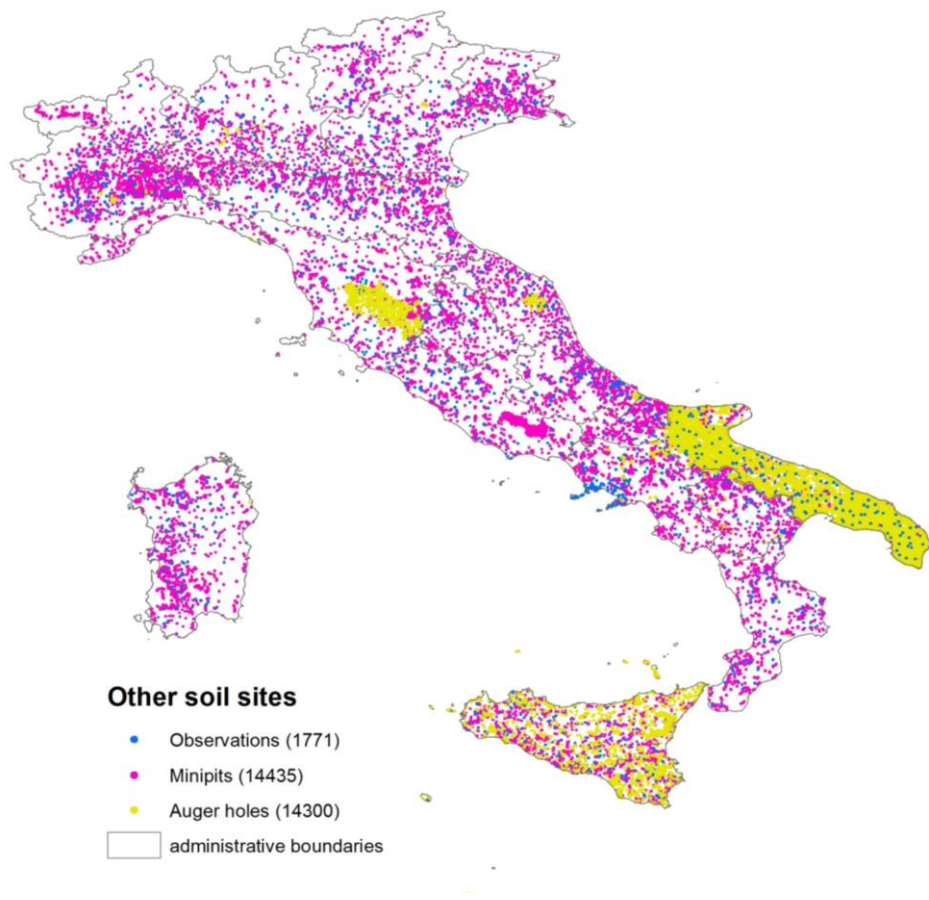 Other soil sites
Observations (1771)
Minipits (14435)
Auger holes (14300)
administrative boundaries